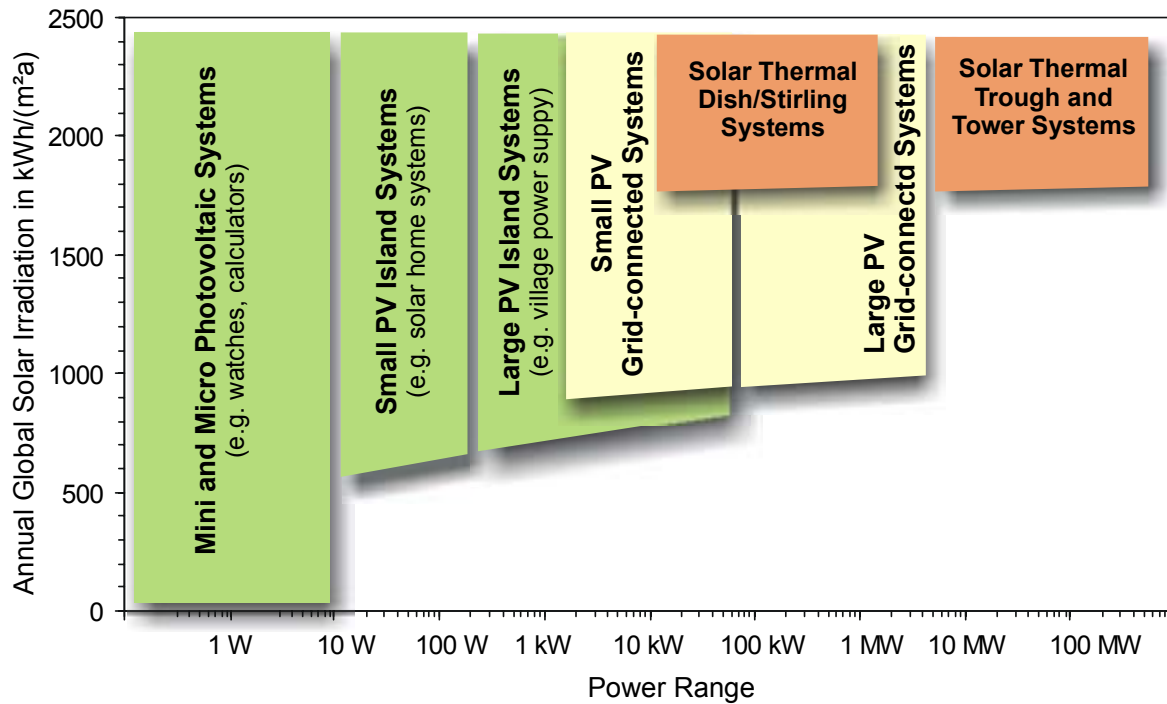 Annual Global Solar Irradiation in kWh/(m²a)
2500
2000
1500
1000
500
0
Mini and Micro Photovoltaic Systems
(e.g. watches, calculators)
Small PV Island Systems
(e.g. solar home systems)
Large PV Island Systems
(e.g. village power suppy)
Small PV
Grid-connected Systems
Solar Thermal
Dish/Stirling
Systems
Large PV
Grid-connectd Systems
Solar Thermal
Trough and
Tower Systems
1 W 10 W 100 W 1 kW 10 kW 100 kW 1 MW 10 MW 100 MW
Power Range